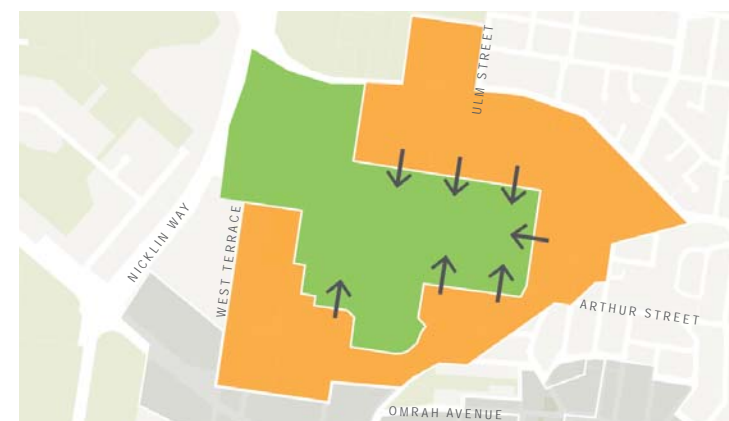 ULM STREET
NICKLIN WAY
WEST TERRACE
ARTHUR STREET
OMRAH AVENUE